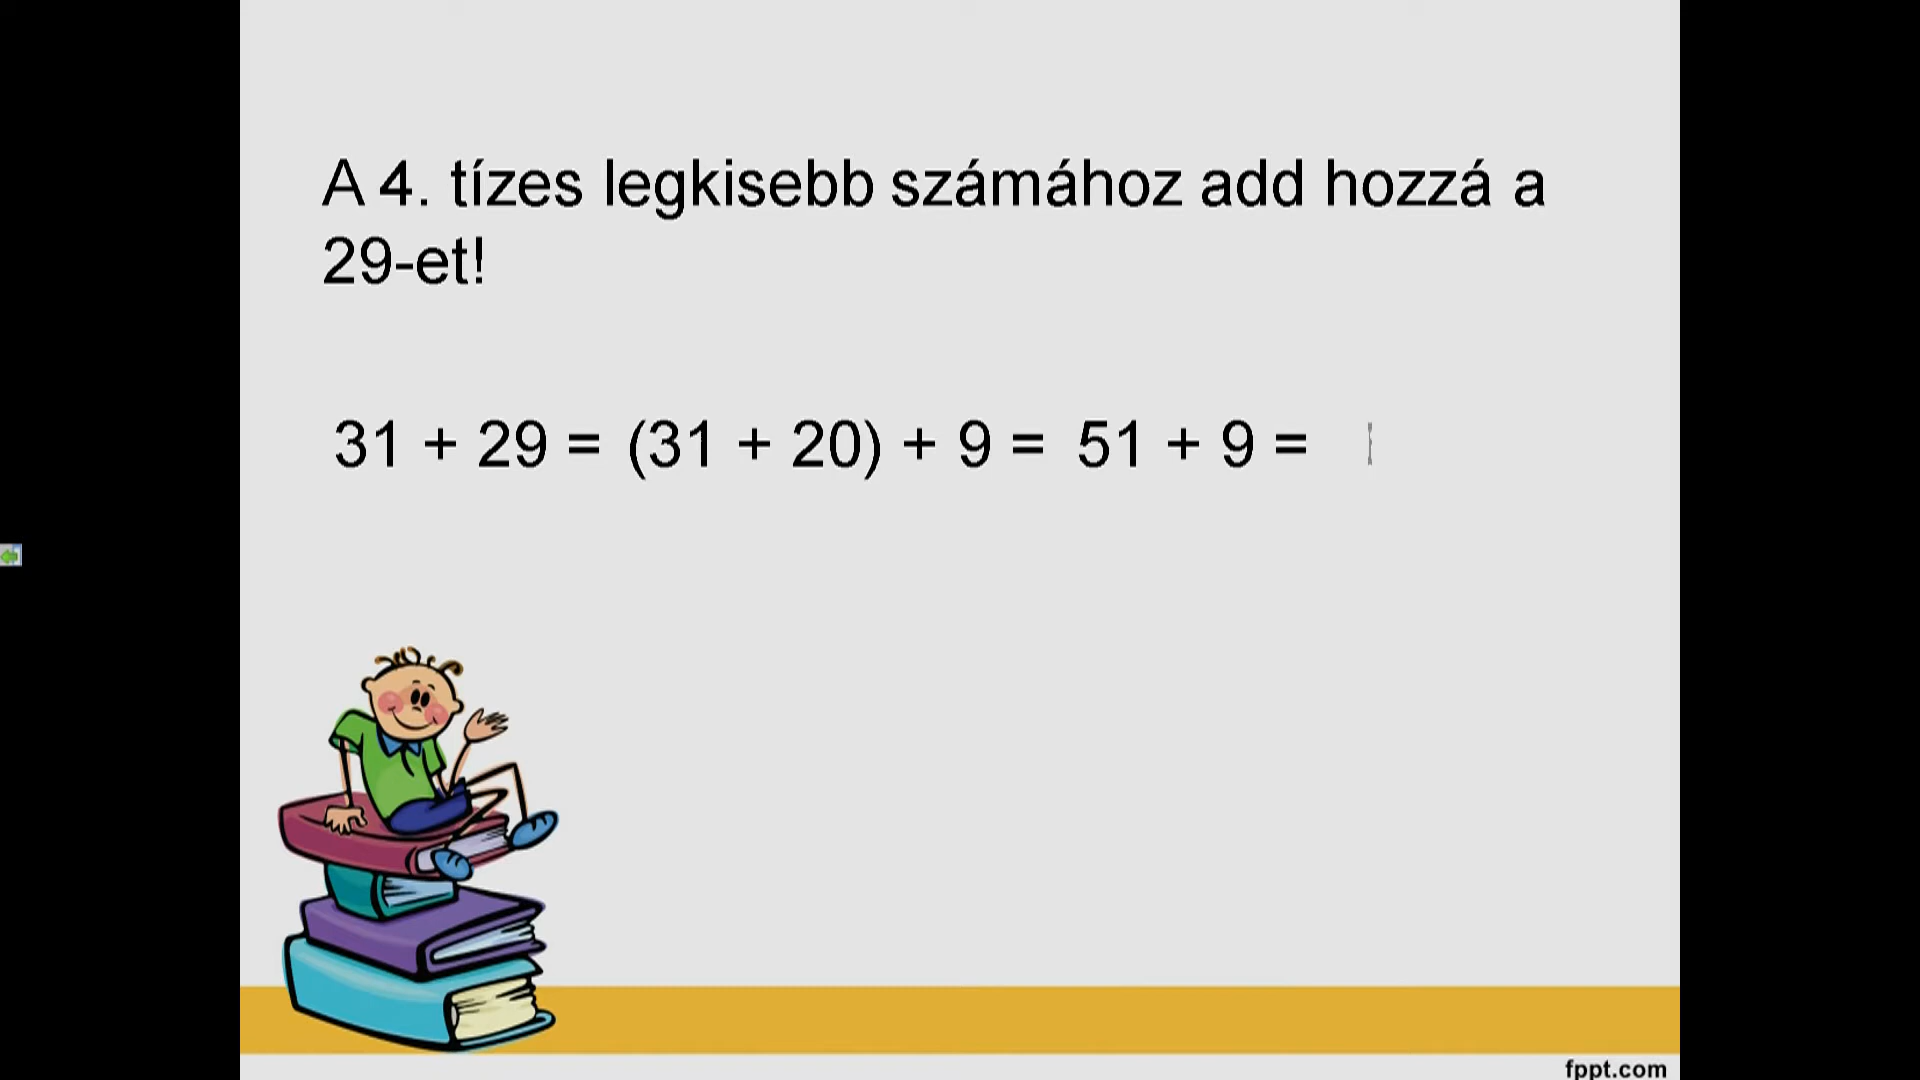 A 4. tízes legkisebb számához add hozzá a
29-et!
31 + 29 = (31 + 20) + 9 = 51 + 9 =
fppt.com